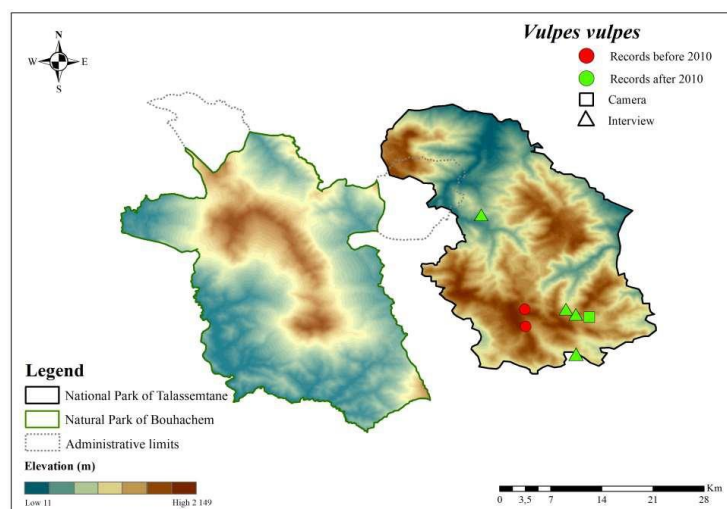 N
W E
S
Vulpes vulpes
Records before 2010
Records after 2010
Camera
Interview
Legend
National Park of Talassemtane
Natural Park of Bouhachem
Administrative limits
Elevation (m)
Low 11 High 2 149
Km
0 3,5 7 14 21 28